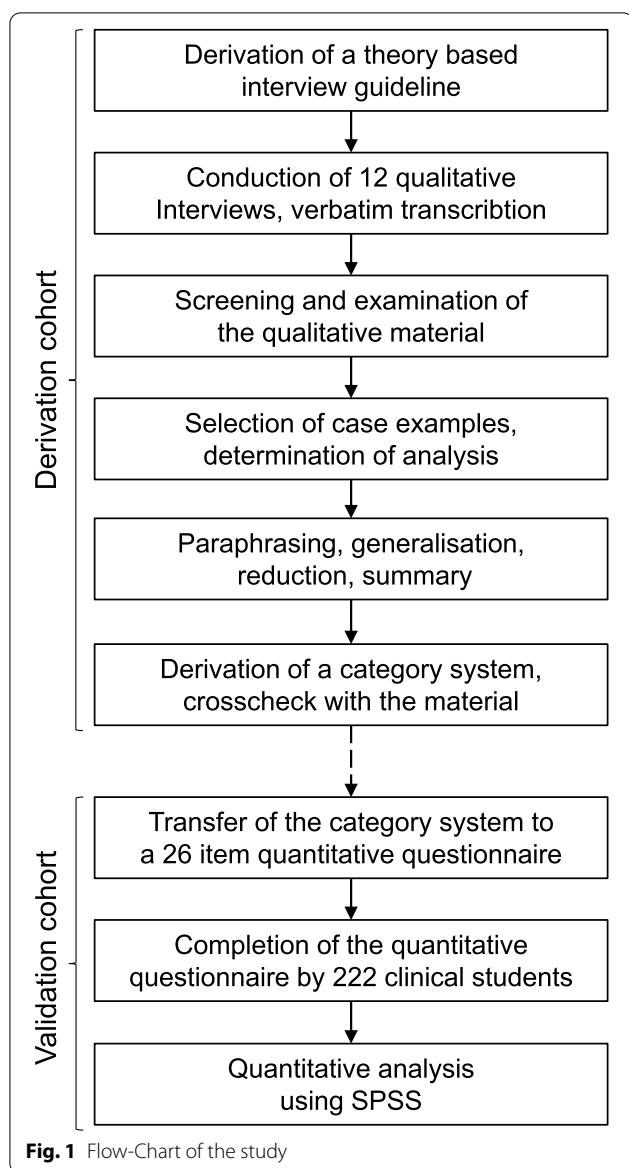 Derivation cohort
Derivation of a theory based
interview guideline
Conduction of 12 qualitative
Interviews, verbatim transcribtion
Screening and examination of
the qualitative material
Selection of case examples,
determination of analysis
Paraphrasing, generalisation,
reduction, summary
Derivation of a category system,
crosscheck with the material
Validation cohort
Transfer of the category system to
a 26 item quantitative questionnaire
Completion of the quantitative
questionnaire by 222 clinical students
Quantitative analysis
using SPSS
Fig. 1 Flow-Chart of the study